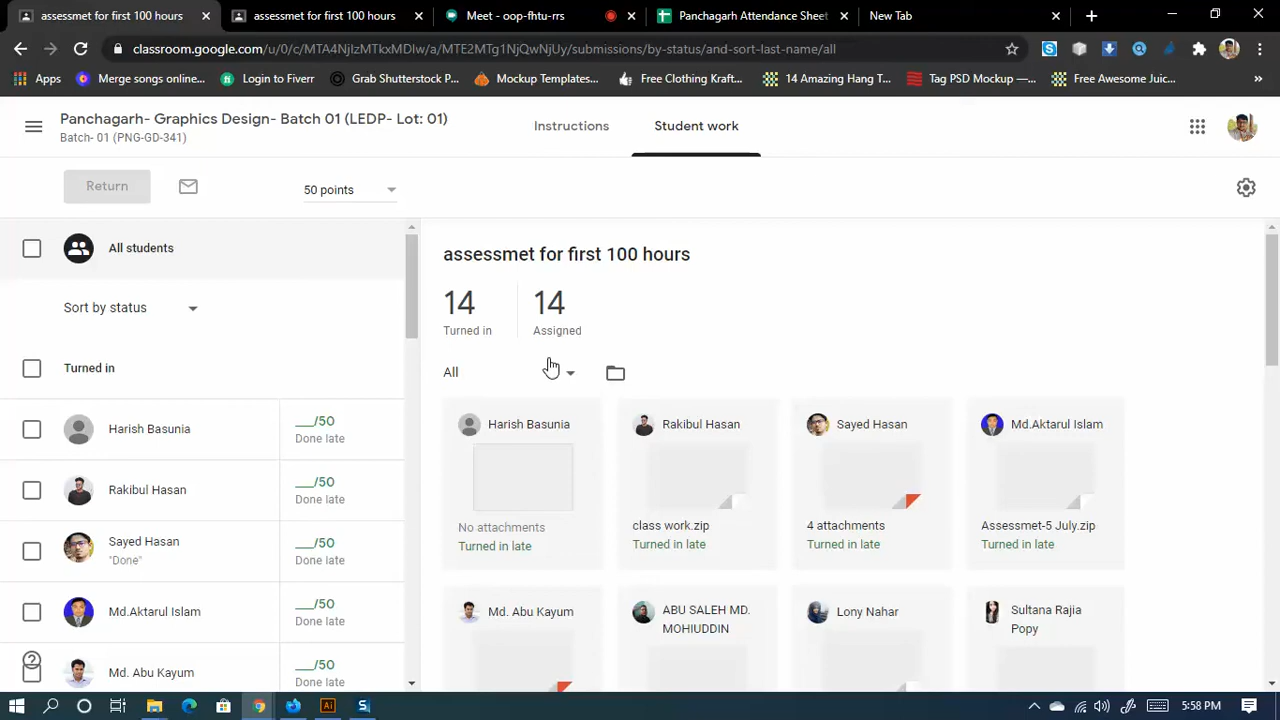 assessmet for first 100 hours
assessmet for first 100 hours
Meet - oop-fhtu-rrs
Panchagarh Attendance Sheet
New Tab
classroom.google.com/u/0/c/MTA4NjIzMTkxMDIw/a/MTE2MTg1NjQwNjUy/submissions/by-status/and-sort-last-name/all
Apps
Merge songs online...
Login to Fiverr
Grab Shutterstock P...
Mockup Templates...
Free Clothing Kraft...
14 Amazing Hang T...
Tag PSD Mockup —...
Free Awesome Juic...
Panchagarh- Graphics Design- Batch 01 (LEDP- Lot: 01)
Batch- 01 (PNG-GD-341)
Instructions
Student work
Return
50 points
All students
Sort by status
Turned in
Harish Basunia
___/50
Done late
Rakibul Hasan
___/50
Done late
Sayed Hasan
"Done"
___/50
Done late
Md.Aktarul Islam
___/50
Done late
Md. Abu Kayum
___/50
Done late
assessmet for first 100 hours
14
Turned in
14
Assigned
All
Harish Basunia
No attachments
Turned in late
Rakibul Hasan
class work.zip
Turned in late
Sayed Hasan
4 attachments
Turned in late
Md.Aktarul Islam
Assessmet-5 July.zip
Turned in late
Md. Abu Kayum
ABU SALEH MD.
MOHIUDDIN
Lony Nahar
Sultana Rajia
Popy
5:58 PM